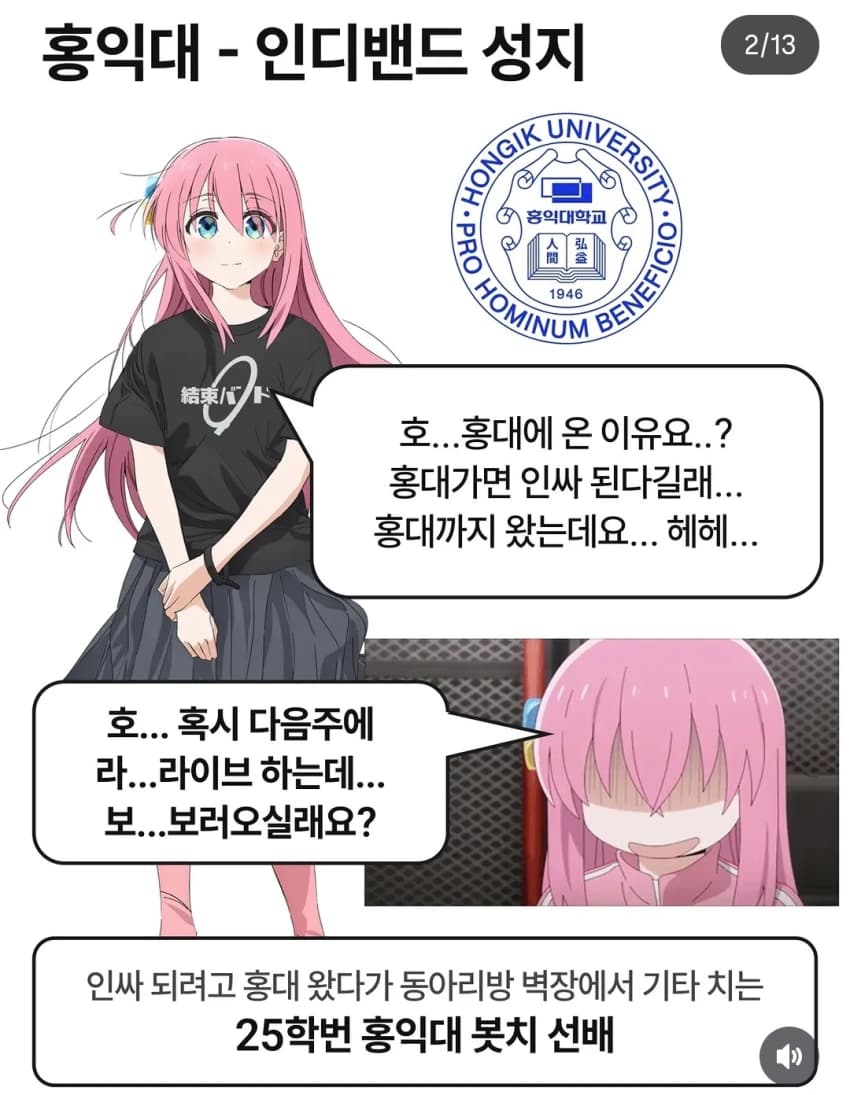 홍익대 - 인디밴드 성지
2/13
HONGIK UNIVERSITY
홍익대학교
人間 弘益
1946
PRO HOMINUM BENEFICIO
結束バンド
호...홍대에 온 이유요..?
홍대가면 인싸 된다길래...
홍대까지 왔는데요... 헤헤...
호... 혹시 다음주에
라...라이브 하는데...
보...보러오실래요?
인싸 되려고 홍대 왔다가 동아리방 벽장에서 기타 치는
25학번 홍익대 봇치 선배